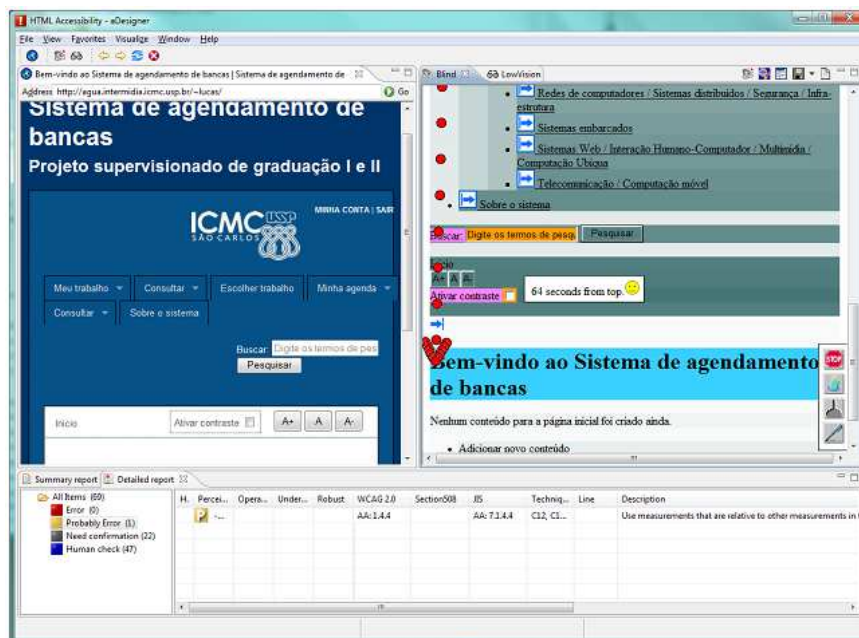 HTML Accessibility - aDesigner
File View Favorites Visualize Window Help
Bem-vindo ao Sistema de agendamento de bancas | Sistema de agendamento de
Address http://agua.intermidia.icmc.usp.br/~lucas/ Go
Sistema de agendamento de
bancas
Projeto supervisionado de graduação I e II
MINHA CONTA | SAIR
ICMC USP
SÃO CARLOS
Meu trabalho Consultar Escolher trabalho Minha agenda
Consultar Sobre o sistema
Buscar Digite os termos de pes
Pesquisar
Início Ativar contraste A+ A A-
Blind LowVision
Redes de computadores / Sistemas distribuídos / Segurança / Infra-
estrutura
Sistemas embarcados
Sistemas Web / Interação Humano-Computador / Multimídia /
Computação Ubíqua
Telecomunicação / Computação móvel
Sobre o sistema
Buscar: Digite os termos de pesq Pesquisar
Início
A+ A A-
Ativar contraste 64 seconds from top.
Bem-vindo ao Sistema de agendamento
de bancas
Nenhum conteúdo para a página inicial foi criado ainda.
Adicionar novo conteúdo
STOP
Summary report Detailed report
All Items (69)
Error (0)
Probably Error (1)
Need confirmation (22)
Human check (47)
H. Percei... Opera... Under... Robust WCAG 2.0 Section508 JIS Techniq... Line Description
-... AA: 1.4.4 AA: 7.1.4.4 C12, C1... Use measurements that are relative to other measurements in